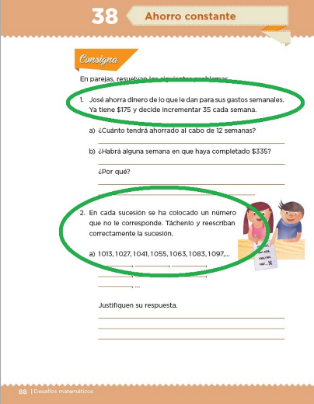 38
Ahorro constante
Consigna
En parejas, resuelvan los siguientes problemas.
1. José ahorra dinero de lo que le dan para sus gastos semanales.
Ya tiene $175 y decide incrementar 35 cada semana.
a) ¿Cuánto tendrá ahorrado al cabo de 12 semanas?
b) ¿Habrá alguna semana en que haya completado $335?
¿Por qué?
2. En cada sucesión se ha colocado un número
que no le corresponde. Táchenlo y reescriban
correctamente la sucesión.
a) 1013, 1027, 1041, 1055, 1063, 1083, 1097,...
Justifiquen su respuesta.
88 | Desafíos matemáticos